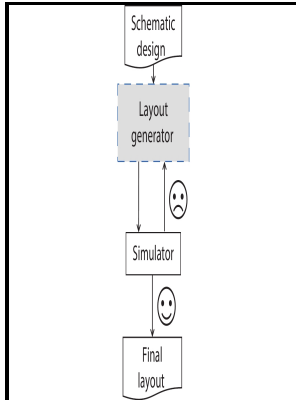 Schematic
design
Layout
generator
Simulator
Final
layout